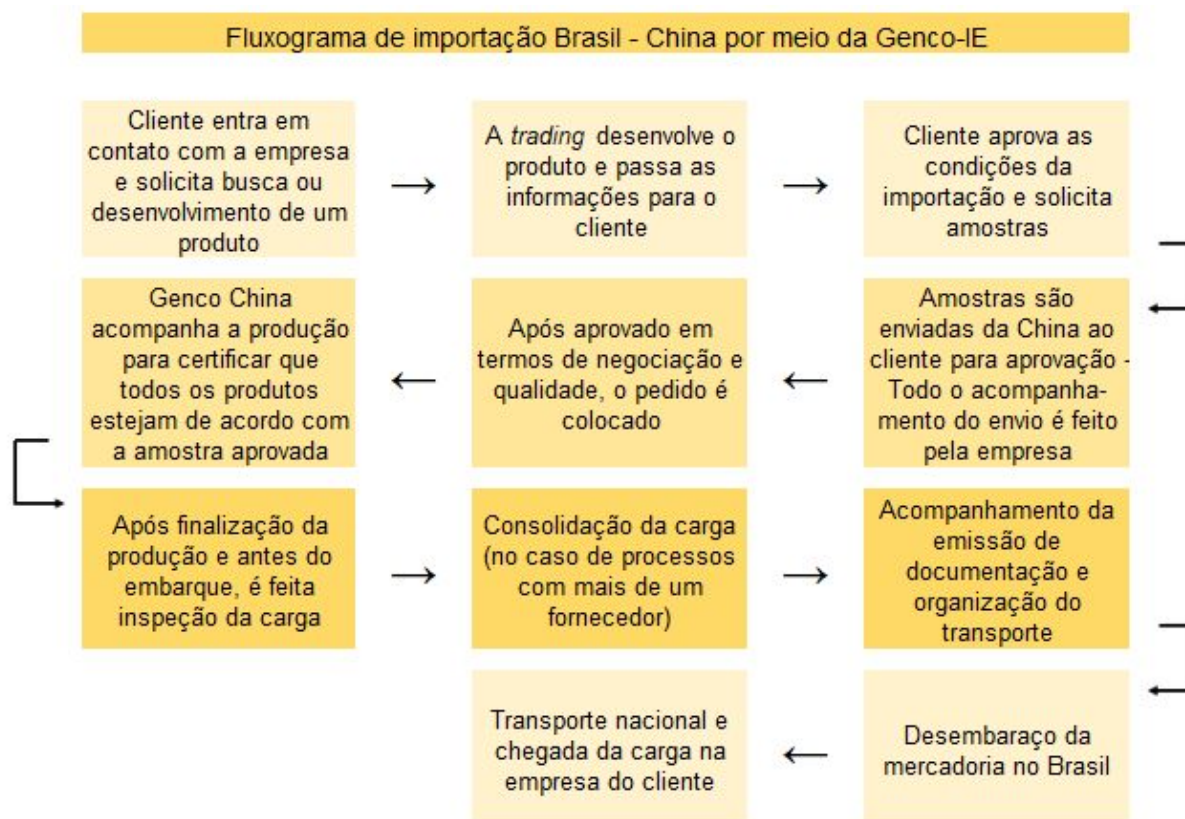 Fluxograma de importação Brasil - China por meio da Genco-IE
Cliente entra em
contato com a empresa
e solicita busca ou
desenvolvimento de um
produto
A trading desenvolve o
produto e passa as
informações para o
cliente
Cliente aprova as
condições da
importação e solicita
amostras
Amostras são
enviadas da China ao
cliente para aprovação -
Todo o acompanha-
mento do envio é feito
pela empresa
Após aprovado em
termos de negociação e
qualidade, o pedido é
colocado
Genco China
acompanha a produção
para certificar que
todos os produtos
estejam de acordo com
a amostra aprovada
Após finalização da
produção e antes do
embarque, é feita
inspeção da carga
Consolidação da carga
(no caso de processos
com mais de um
fornecedor)
Acompanhamento da
emissão de
documentação e
organização do
transporte
Desembaraço da
mercadoria no Brasil
Transporte nacional e
chegada da carga na
empresa do cliente